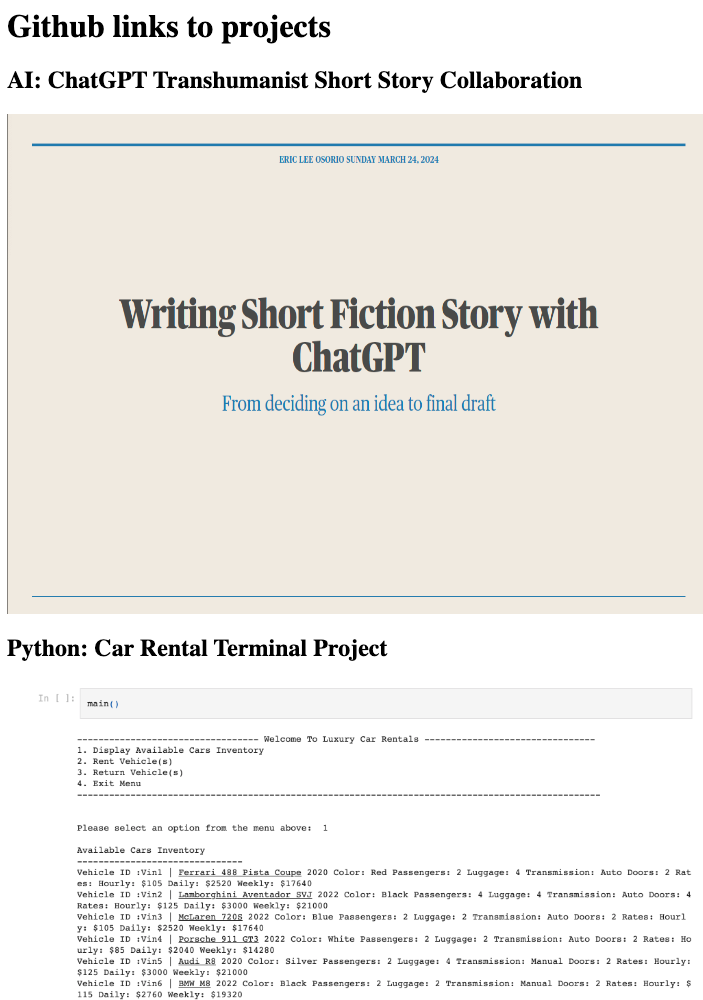 Github links to projects
AI: ChatGPT Transhumanist Short Story Collaboration
ERIC LEE OSORIO SUNDAY MARCH 24, 2024
Writing Short Fiction Story with
ChatGPT
From deciding on an idea to final draft
Python: Car Rental Terminal Project
In [ ]: main()
---------------------------------- Welcome To Luxury Car Rentals --------------------------------
1. Display Available Cars Inventory
2. Rent Vehicle(s)
3. Return Vehicle(s)
4. Exit Menu
--------------------------------------------------------------------------------------------------
Please select an option from the menu above:  1
Available Cars Inventory
-------------------------------
Vehicle ID :Vin1 | Ferrari 488 Pista Coupe 2020 Color: Red Passengers: 2 Luggage: 4 Transmission: Auto Doors: 2 Rat
es: Hourly: $105 Daily: $2520 Weekly: $17640
Vehicle ID :Vin2 | Lamborghini Aventador SVJ 2022 Color: Black Passengers: 4 Luggage: 4 Transmission: Auto Doors: 4
Rates: Hourly: $125 Daily: $3000 Weekly: $21000
Vehicle ID :Vin3 | McLaren 720S 2022 Color: Blue Passengers: 2 Luggage: 2 Transmission: Auto Doors: 2 Rates: Hourl
y: $105 Daily: $2520 Weekly: $17640
Vehicle ID :Vin4 | Porsche 911 GT3 2022 Color: White Passengers: 2 Luggage: 2 Transmission: Auto Doors: 2 Rates: Ho
urly: $85 Daily: $2040 Weekly: $14280
Vehicle ID :Vin5 | Audi R8 2020 Color: Silver Passengers: 2 Luggage: 4 Transmission: Manual Doors: 2 Rates: Hourly:
$125 Daily: $3000 Weekly: $21000
Vehicle ID :Vin6 | BMW M8 2022 Color: Black Passengers: 2 Luggage: 2 Transmission: Manual Doors: 2 Rates: Hourly: $
115 Daily: $2760 Weekly: $19320